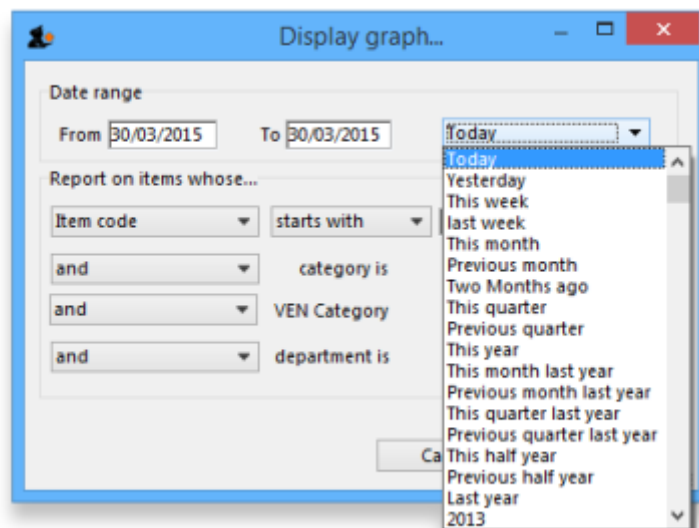 Display graph...
Date range
From 30/03/2015 To 30/03/2015 Today
Today
Yesterday
This week
last week
This month
Previous month
Two Months ago
This quarter
Previous quarter
This year
This month last year
Previous month last year
This quarter last year
Previous quarter last year
This half year
Previous half year
Last year
2013
Report on items whose...
Item code starts with
and category is
and VEN Category
and department is
Ca